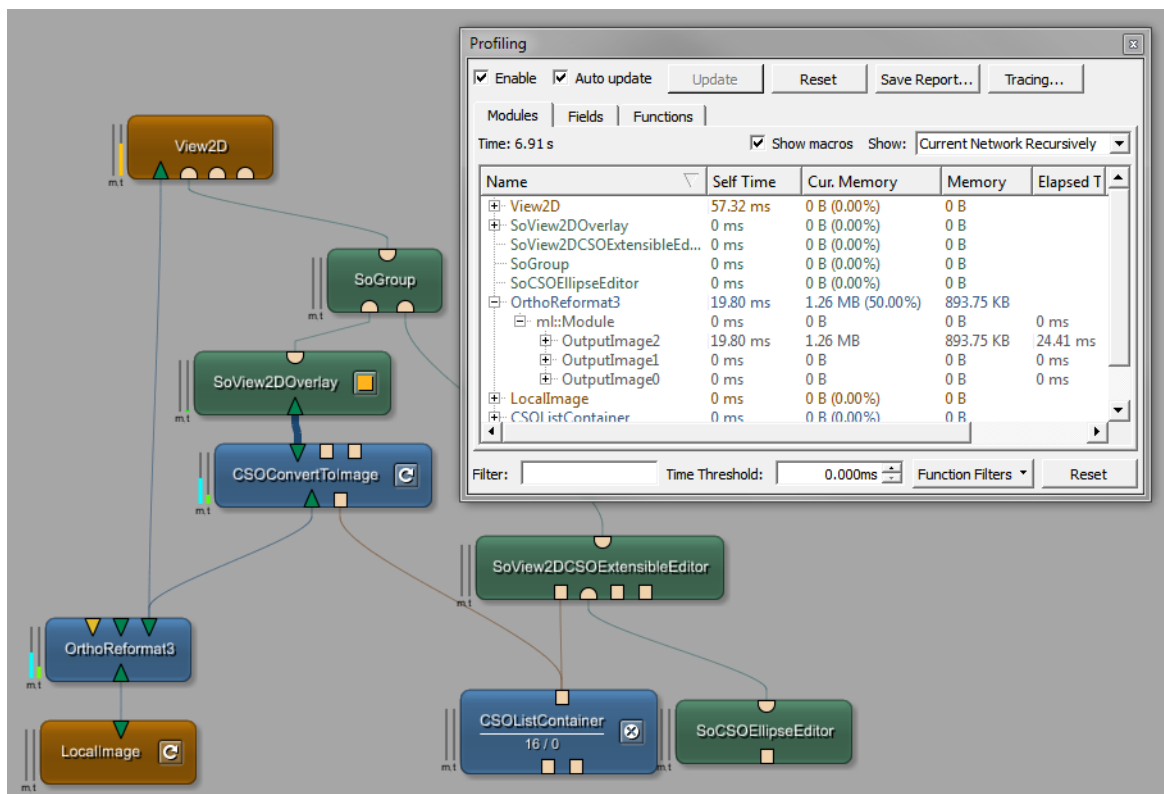 Profiling
Enable Auto update Update Reset Save Report... Tracing...
Modules Fields Functions
Time: 6.91 s Show macros Show: Current Network Recursively
Name Self Time Cur. Memory Memory Elapsed T
View2D 57.32 ms 0 B (0.00%) 0 B
SoView2DOverlay 0 ms 0 B (0.00%) 0 B
SoView2DCSOExtensibleEd... 0 ms 0 B (0.00%) 0 B
SoGroup 0 ms 0 B (0.00%) 0 B
SoCSOEllipseEditor 0 ms 0 B (0.00%) 0 B
OrthoReformat3 19.80 ms 1.26 MB (50.00%) 893.75 KB
ml::Module 0 ms 0 B 0 B 0 ms
OutputImage2 19.80 ms 1.26 MB 893.75 KB 24.41 ms
OutputImage1 0 ms 0 B 0 B 0 ms
OutputImage0 0 ms 0 B 0 B 0 ms
LocalImage 0 ms 0 B (0.00%) 0 B
CSOListContainer 0 ms 0 B (0.00%) 0 B
Filter: Time Threshold: 0.000ms Function Filters Reset
View2D
m.t
SoGroup
m.t
SoView2DOverlay
m.t
CSOConvertToImage
m.t
SoView2DCSOExtensibleEditor
m.t
OrthoReformat3
m.t
CSOListContainer
16 / 0
m.t
SoCSOEllipseEditor
m.t
LocalImage
m.t